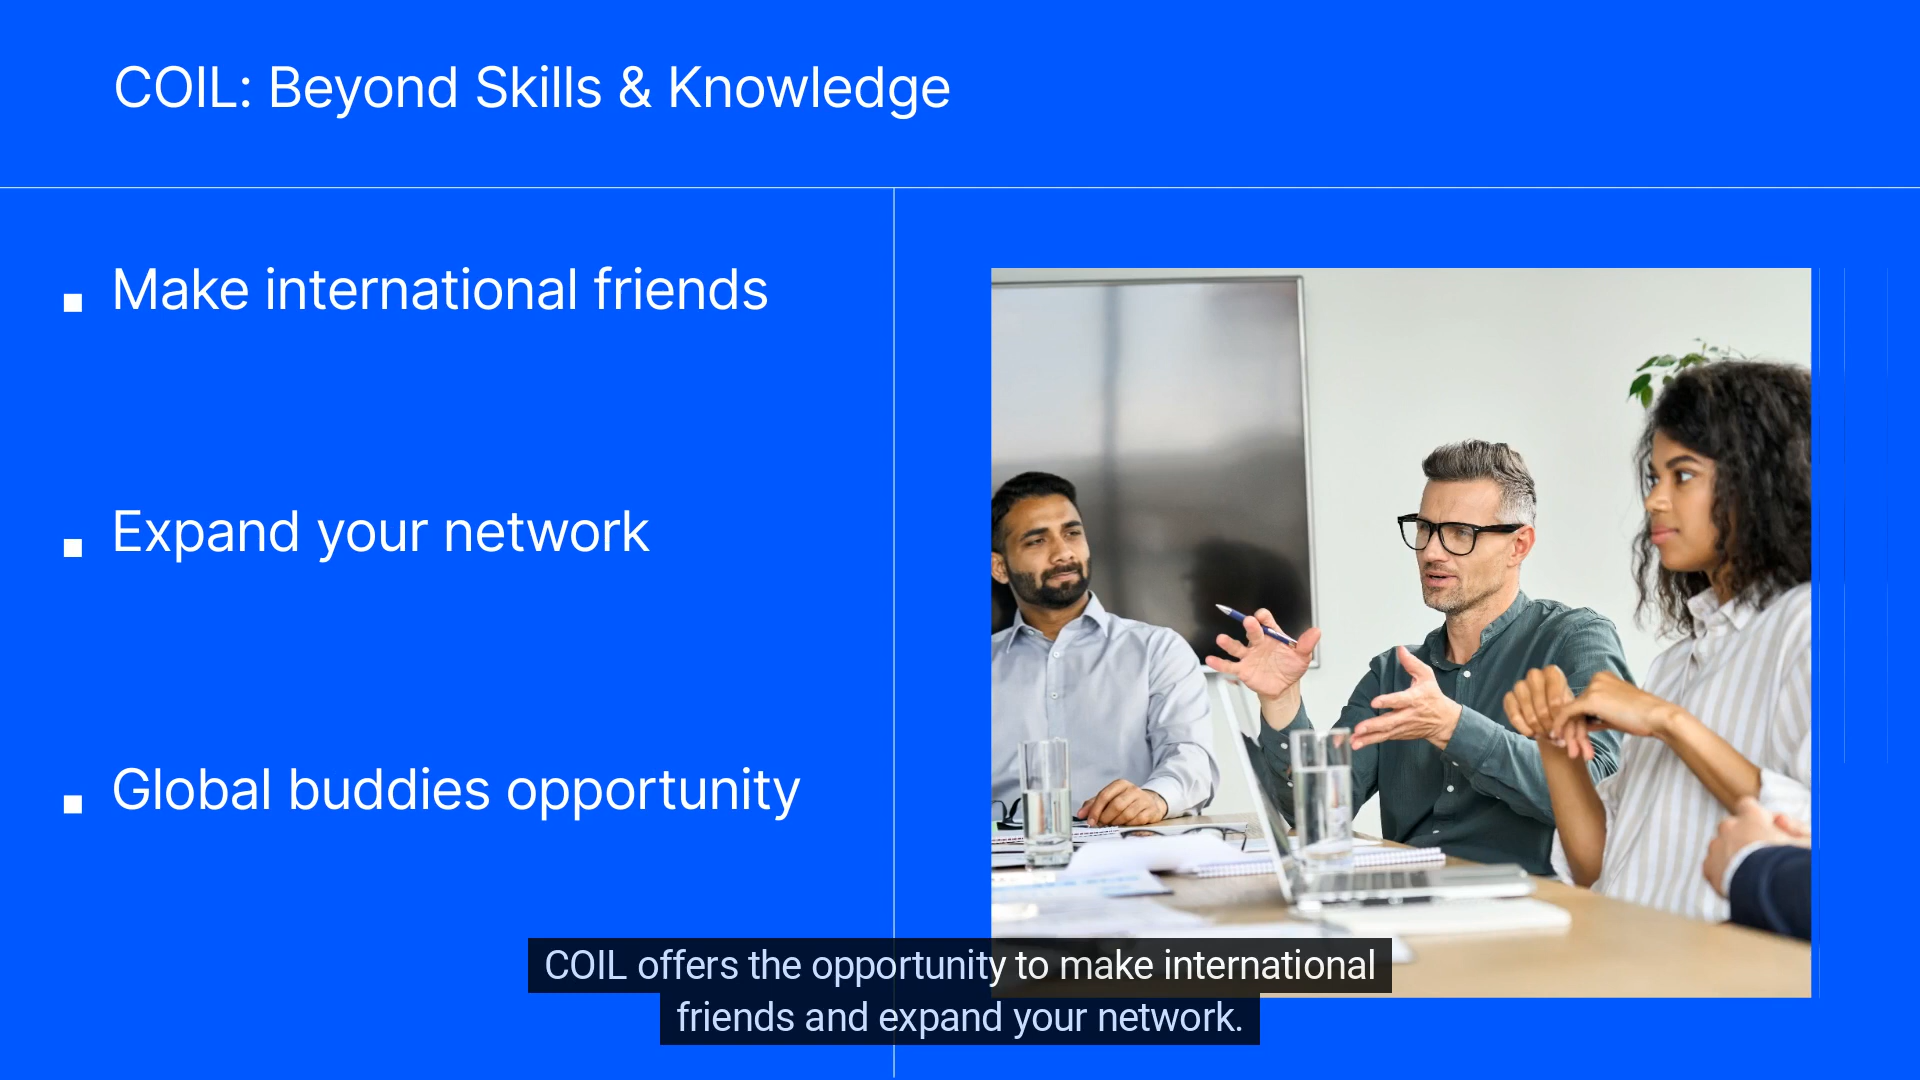 COIL: Beyond Skills & Knowledge
Make international friends
Expand your network
Global buddies opportunity
COIL offers the opportunity to make international
friends and expand your network.